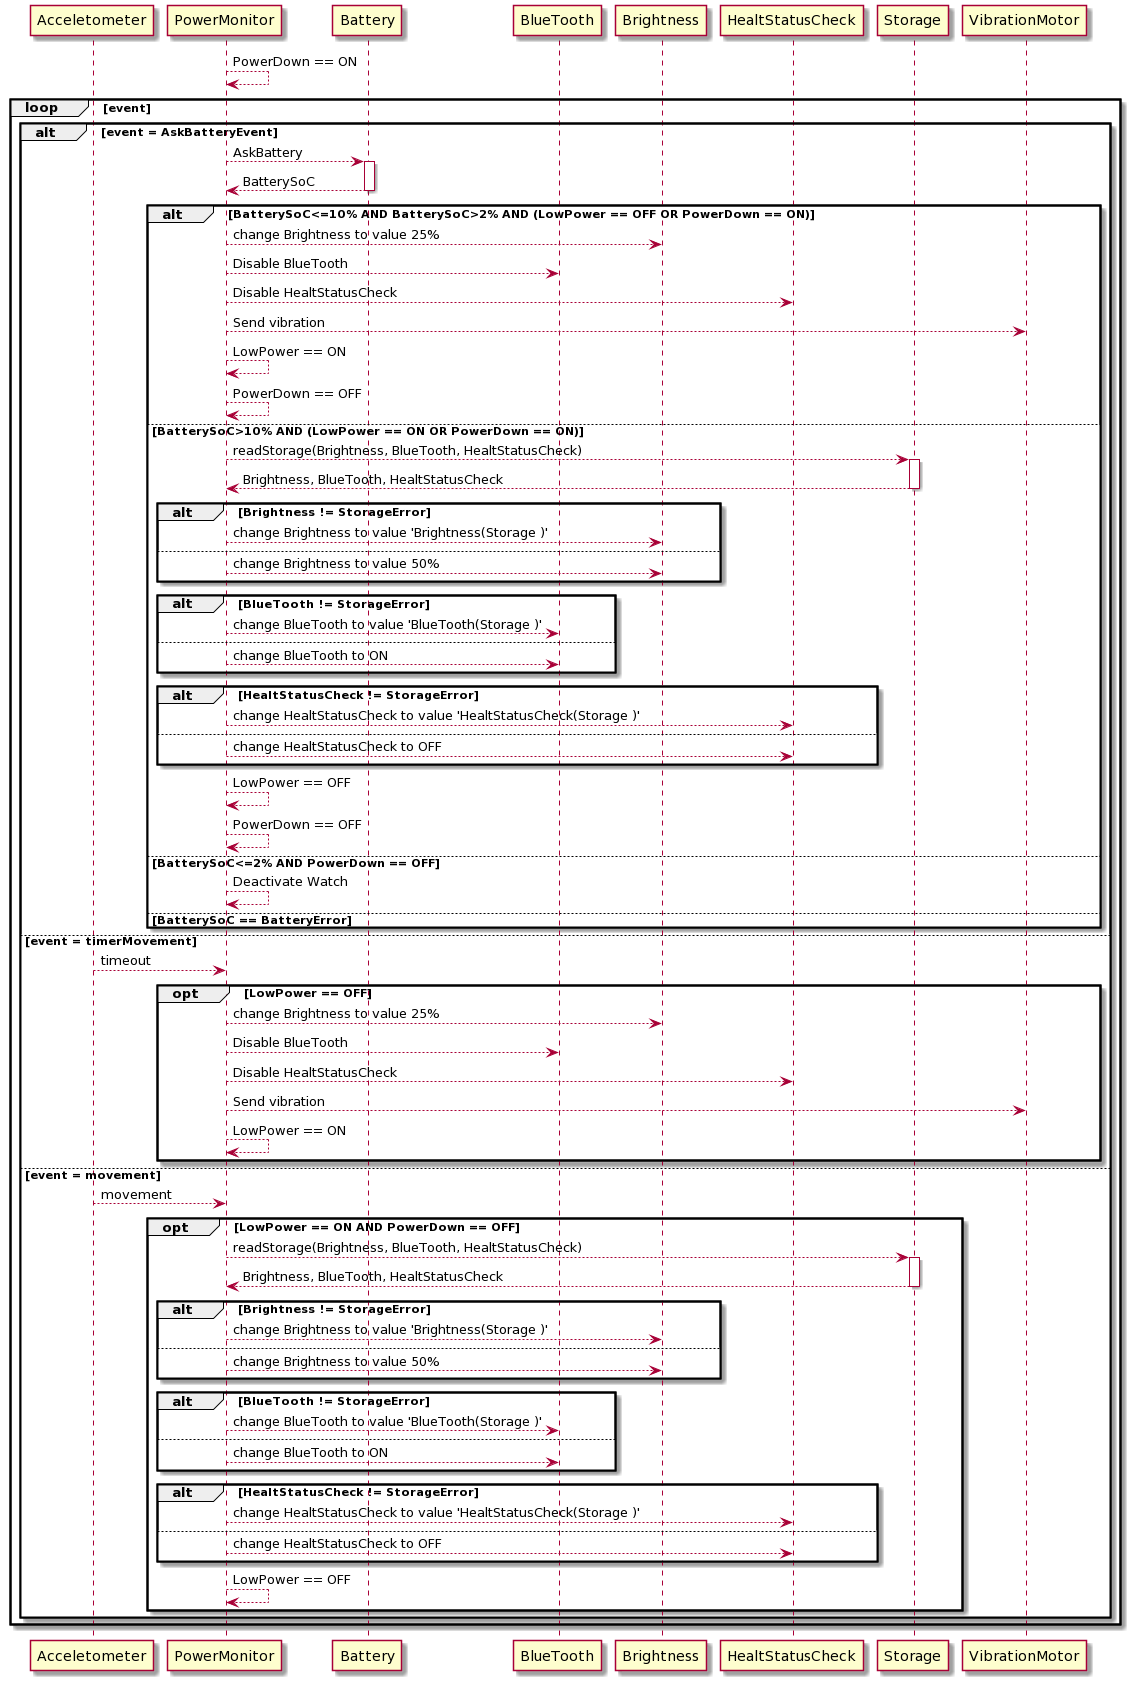 Acceletometer PowerMonitor Battery BlueTooth Brightness HealtStatusCheck Storage VibrationMotor
PowerDown == ON
loop [event]
alt [event = AskBatteryEvent]
AskBattery
BatterySoC
alt [BatterySoC<=10% AND BatterySoC>2% AND (LowPower == OFF OR PowerDown == ON)]
change Brightness to value 25%
Disable BlueTooth
Disable HealtStatusCheck
Send vibration
LowPower == ON
PowerDown == OFF
[BatterySoC>10% AND (LowPower == ON OR PowerDown == ON)]
readStorage(Brightness, BlueTooth, HealtStatusCheck)
Brightness, BlueTooth, HealtStatusCheck
alt [Brightness != StorageError]
change Brightness to value 'Brightness(Storage )'
change Brightness to value 50%
alt [BlueTooth != StorageError]
change BlueTooth to value 'BlueTooth(Storage )'
change BlueTooth to ON
alt [HealtStatusCheck != StorageError]
change HealtStatusCheck to value 'HealtStatusCheck(Storage )'
change HealtStatusCheck to OFF
LowPower == OFF
PowerDown == OFF
[BatterySoC<=2% AND PowerDown == OFF]
Deactivate Watch
[BatterySoC == BatteryError]
[event = timerMovement]
timeout
opt [LowPower == OFF]
change Brightness to value 25%
Disable BlueTooth
Disable HealtStatusCheck
Send vibration
LowPower == ON
[event = movement]
movement
opt [LowPower == ON AND PowerDown == OFF]
readStorage(Brightness, BlueTooth, HealtStatusCheck)
Brightness, BlueTooth, HealtStatusCheck
alt [Brightness != StorageError]
change Brightness to value 'Brightness(Storage )'
change Brightness to value 50%
alt [BlueTooth != StorageError]
change BlueTooth to value 'BlueTooth(Storage )'
change BlueTooth to ON
alt [HealtStatusCheck != StorageError]
change HealtStatusCheck to value 'HealtStatusCheck(Storage )'
change HealtStatusCheck to OFF
LowPower == OFF
Acceletometer PowerMonitor Battery BlueTooth Brightness HealtStatusCheck Storage VibrationMotor